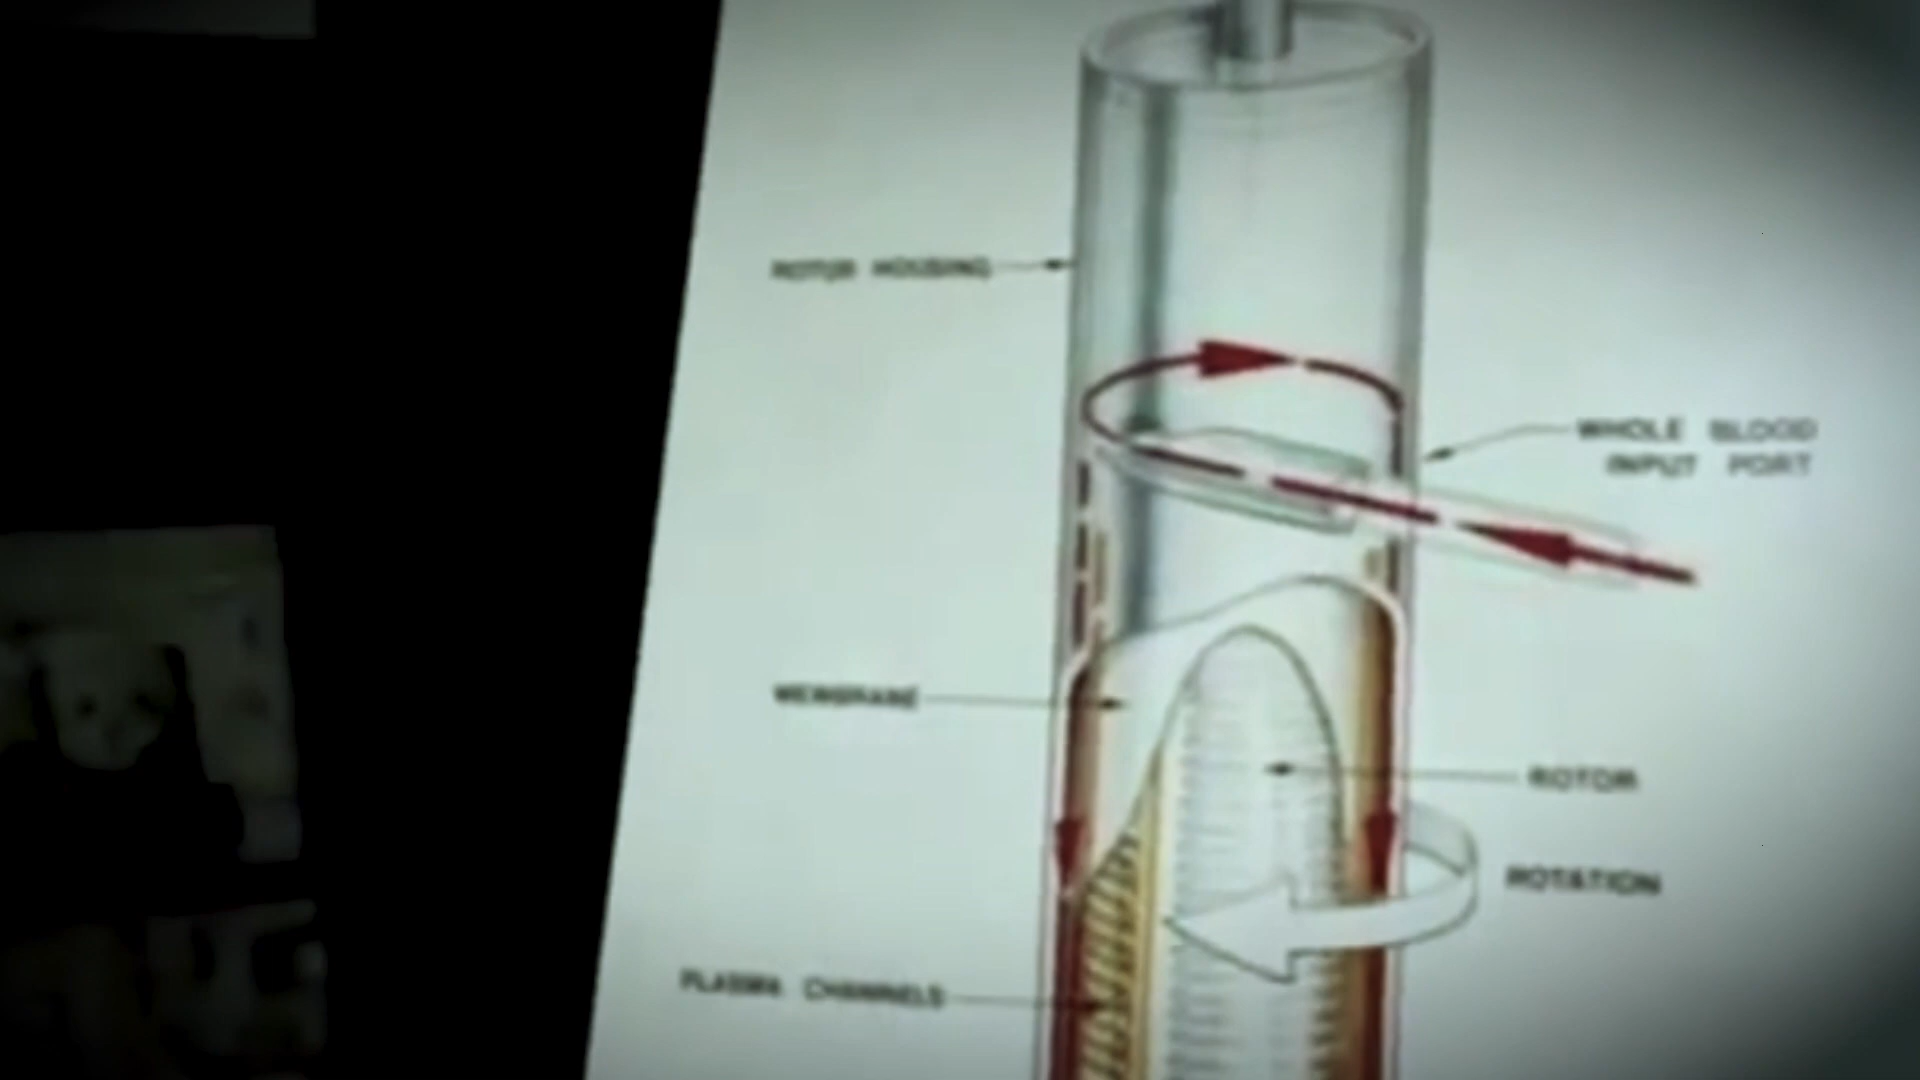 ROTOR HOUSING
WHOLE BLOOD
INPUT PORT
MEMBRANE
ROTOR
ROTATION
PLASMA CHANNELS